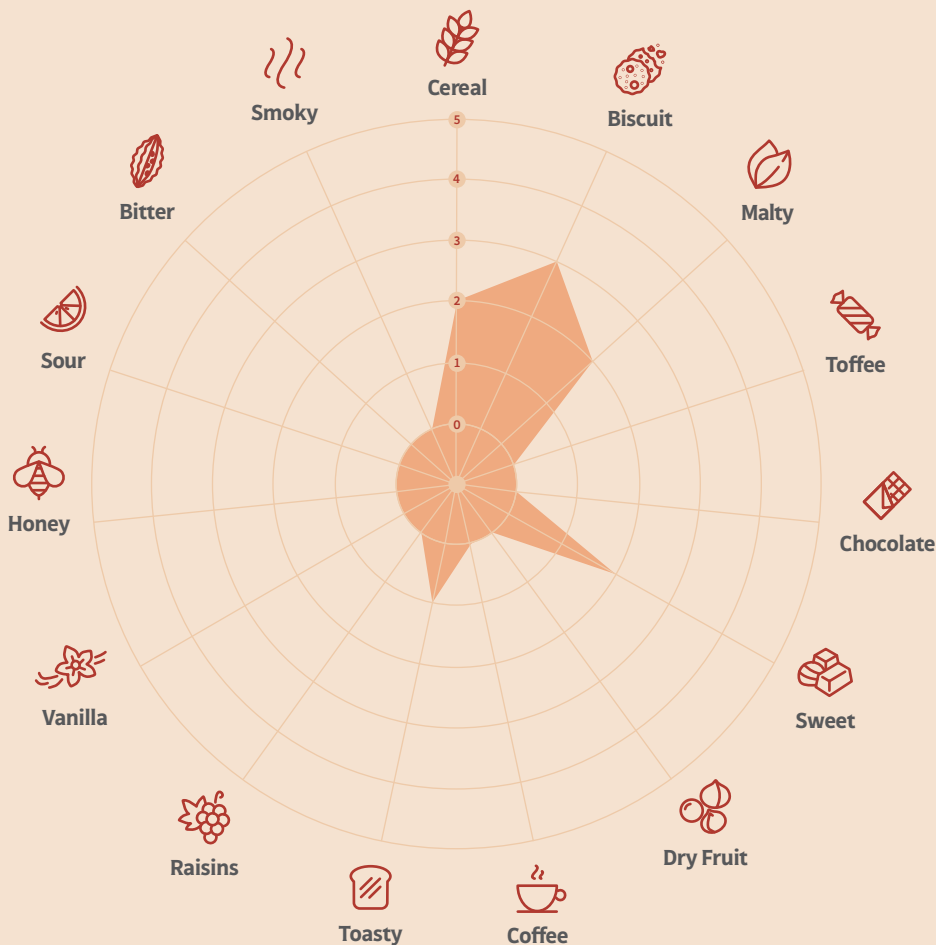 Cereal
Smoky
Biscuit
5
Bitter
4
Malty
3
2
Sour
1
Toffee
0
Honey
Chocolate
Vanilla
Sweet
Raisins
Dry Fruit
Toasty
Coffee